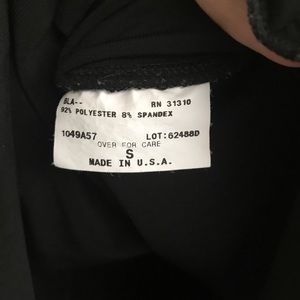 BLA-- RN 31310
92% POLYESTER 8% SPANDEX
1049A57 LOT:62488D
OVER FOR CARE
S
MADE IN U.S.A.